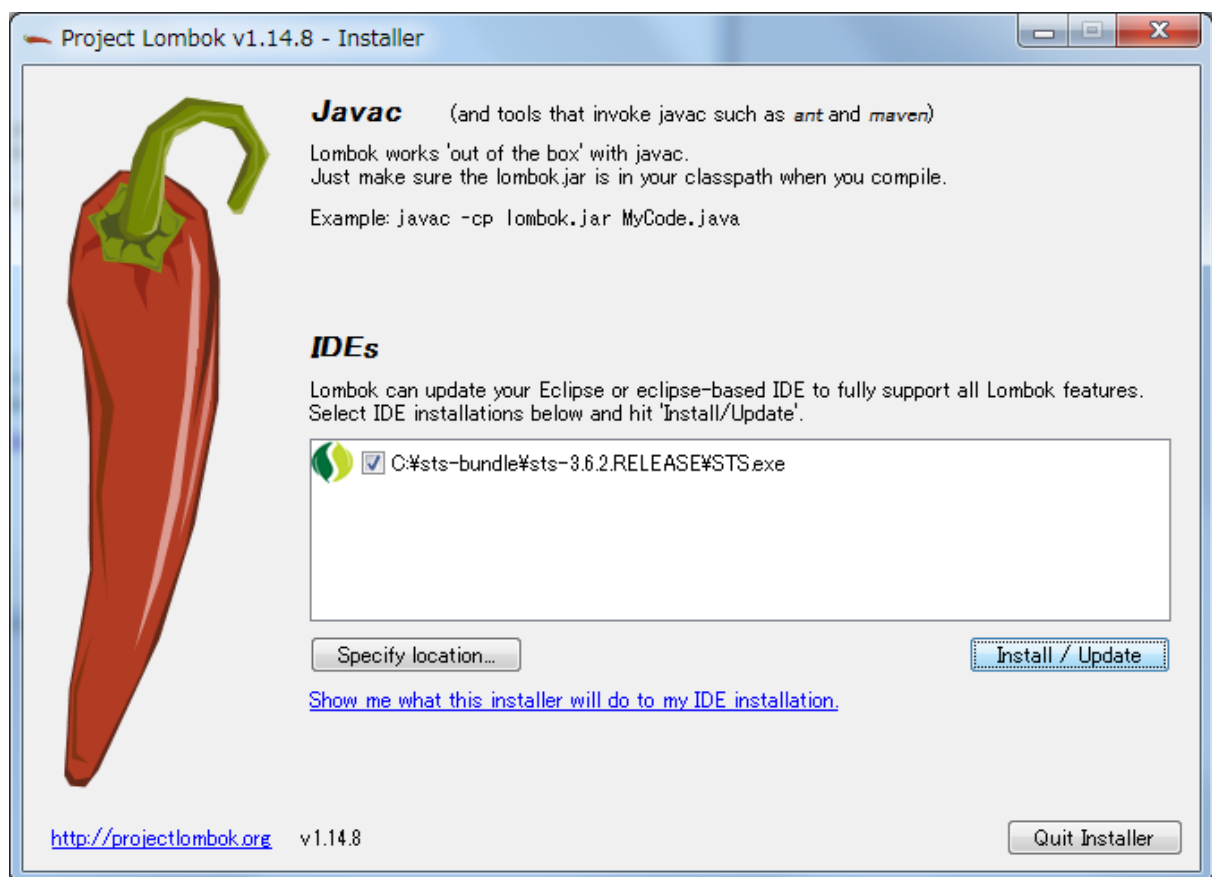 Project Lombok v1.14.8 - Installer
Javac (and tools that invoke javac such as ant and maven)
Lombok works 'out of the box' with javac.
Just make sure the lombok.jar is in your classpath when you compile.
Example: javac -cp lombok.jar MyCode.java
IDEs
Lombok can update your Eclipse or eclipse-based IDE to fully support all Lombok features.
Select IDE installations below and hit 'Install/Update'.
C:¥sts-bundle¥sts-3.6.2.RELEASE¥STS.exe
Specify location...
Install / Update
Show me what this installer will do to my IDE installation.
http://projectlombok.org v1.14.8
Quit Installer